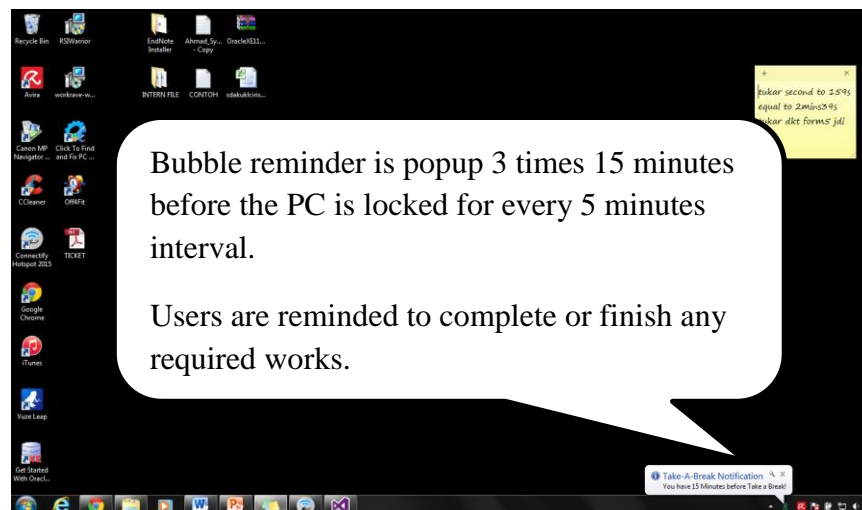 Recycle Bin
RSIWarrior
EndNote
Installer
Ahmad_Sy...
- Copy
OracleXE11...
Avira
workrave-w...
INTERN FILE
CONTOH
sdakuklciris...
Canon MP
Navigator ...
Click To Find
and Fix PC ...
CCleaner
OffiFit
Connectify
Hotspot 2015
TICKET
Google
Chrome
iTunes
Vuze Leap
Get Started
With Oracl...
tukar second to 159s
equal to 2mins39s
tukar dkt form5 jdi
Bubble reminder is popup 3 times 15 minutes
before the PC is locked for every 5 minutes
interval.
Users are reminded to complete or finish any
required works.
Take-A-Break Notification
You have 15 Minutes before Take a Break!